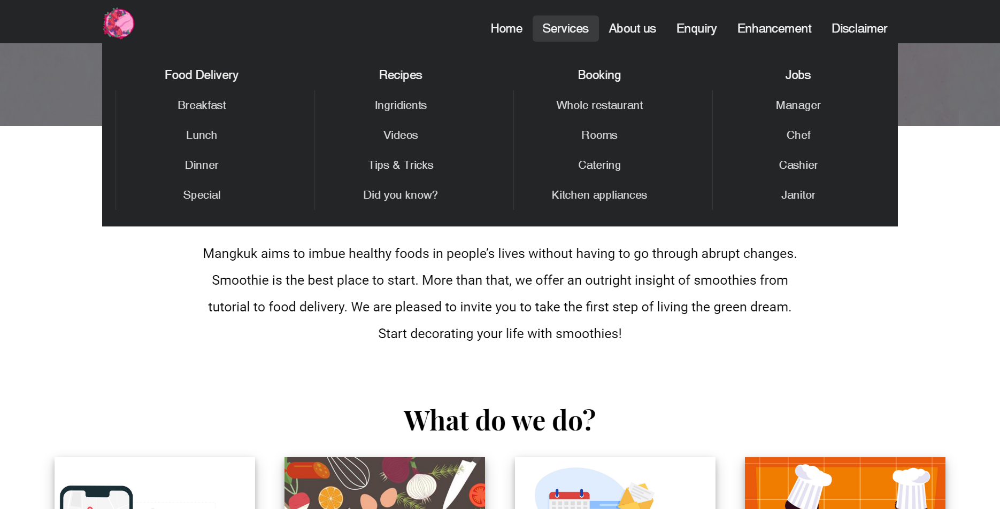 Home Services About us Enquiry Enhancement Disclaimer
Food Delivery
Breakfast
Lunch
Dinner
Special
Recipes
Ingridients
Videos
Tips & Tricks
Did you know?
Booking
Whole restaurant
Rooms
Catering
Kitchen appliances
Jobs
Manager
Chef
Cashier
Janitor
Mangkuk aims to imbue healthy foods in people’s lives without having to go through abrupt changes.
Smoothie is the best place to start. More than that, we offer an outright insight of smoothies from
tutorial to food delivery. We are pleased to invite you to take the first step of living the green dream.
Start decorating your life with smoothies!
What do we do?